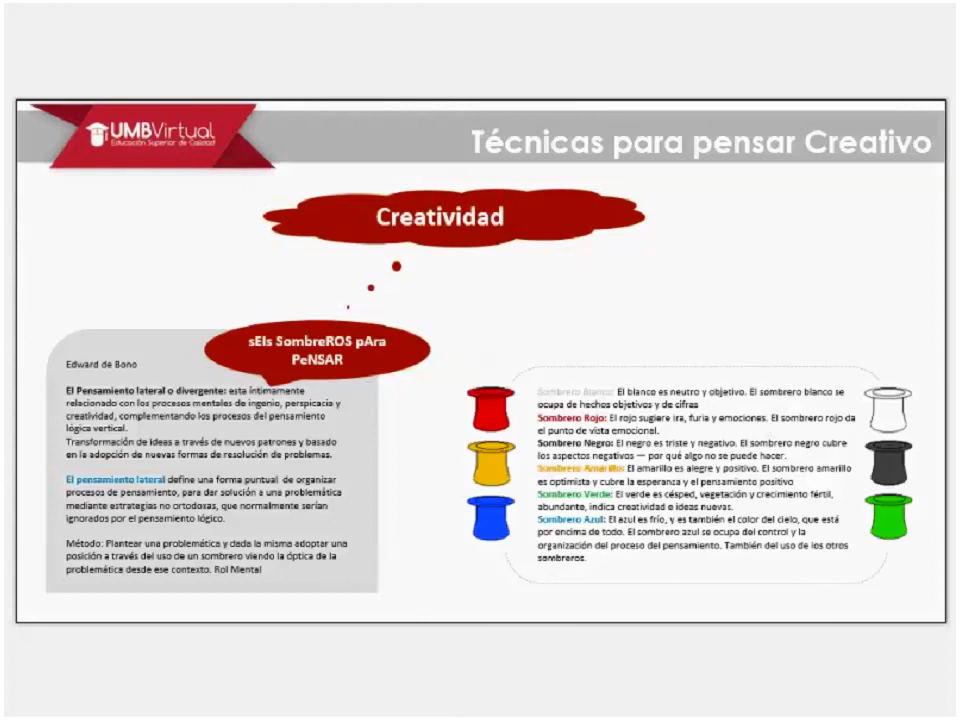 UMBVirtual
Educación Superior de Calidad
Técnicas para pensar Creativo
Creatividad
sEIs SombreROS pAra
PeNSAR
Edward de Bono
El Pensamiento lateral o divergente: esta íntimamente
relacionado con los procesos mentales de ingenio, perspicacia y
creatividad, complementando los procesos del pensamiento
lógica vertical.
Transformación de ideas a través de nuevos patrones y basado
en la adopción de nuevas formas de resolución de problemas.
El pensamiento lateral define una forma puntual de organizar
procesos de pensamiento, para dar solución a una problemática
mediante estrategias no ortodoxas, que normalmente serían
ignorados por el pensamiento lógico.
Método: Plantear una problemática y dada la misma adoptar una
posición a través del uso de un sombrero viendo la óptica de la
problemática desde ese contexto. Rol Mental
Sombrero Blanco: El blanco es neutro y objetivo. El sombrero blanco se
ocupa de hechos objetivos y de cifras
Sombrero Rojo: El rojo sugiere ira, furia y emociones. El sombrero rojo da
el punto de vista emocional.
Sombrero Negro: El negro es triste y negativo. El sombrero negro cubre
los aspectos negativos — por qué algo no se puede hacer.
Sombrero Amarillo: El amarillo es alegre y positivo. El sombrero amarillo
es optimista y cubre la esperanza y el pensamiento positivo
Sombrero Verde: El verde es césped, vegetación y crecimiento fértil,
abundante, indica creatividad e ideas nuevas.
Sombrero Azul: El azul es frío, y es también el color del cielo, que está
por encima de todo. El sombrero azul se ocupa del control y la
organización del proceso del pensamiento. También del uso de los otros
sombreros.